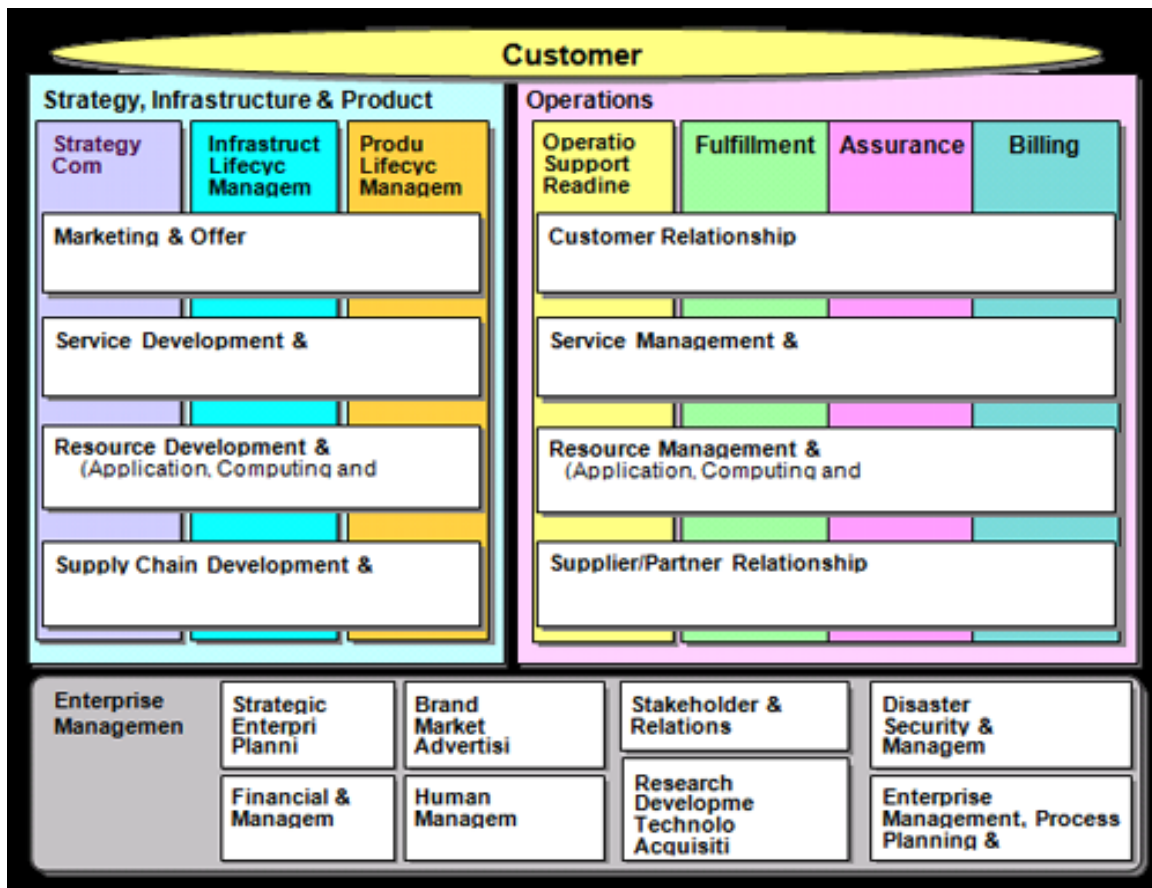 Customer
Strategy, Infrastructure & Product
Operations
Strategy
Com
Infrastruct
Lifecyc
Managem
Produ
Lifecyc
Managem
Operatio
Support
Readine
Fulfillment
Assurance
Billing
Marketing & Offer
Customer Relationship
Service Development &
Service Management &
Resource Development &
(Application, Computing and
Resource Management &
(Application, Computing and
Supply Chain Development &
Supplier/Partner Relationship
Enterprise
Managemen
Strategic
Enterpri
Planni
Brand
Market
Advertisi
Stakeholder &
Relations
Disaster
Security &
Managem
Financial &
Managem
Human
Managem
Research
Developme
Technolo
Acquisiti
Enterprise
Management, Process
Planning &